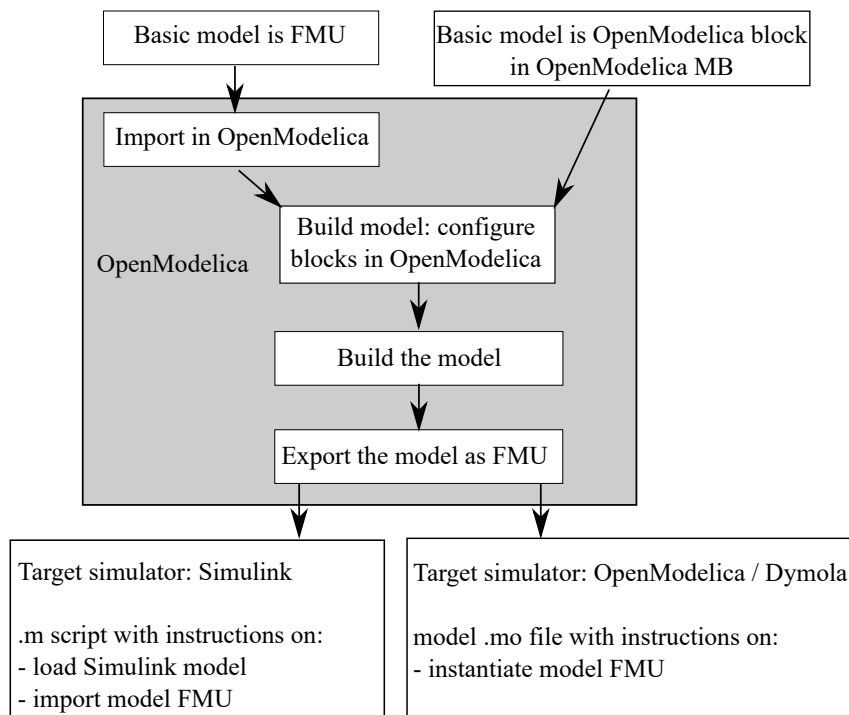 Basic model is FMU
Basic model is OpenModelica block
in OpenModelica MB
Import in OpenModelica
Build model: configure
blocks in OpenModelica
OpenModelica
Build the model
Export the model as FMU
Target simulator: Simulink
.m script with instructions on:
- load Simulink model
- import model FMU
Target simulator: OpenModelica / Dymola
model .mo file with instructions on:
- instantiate model FMU